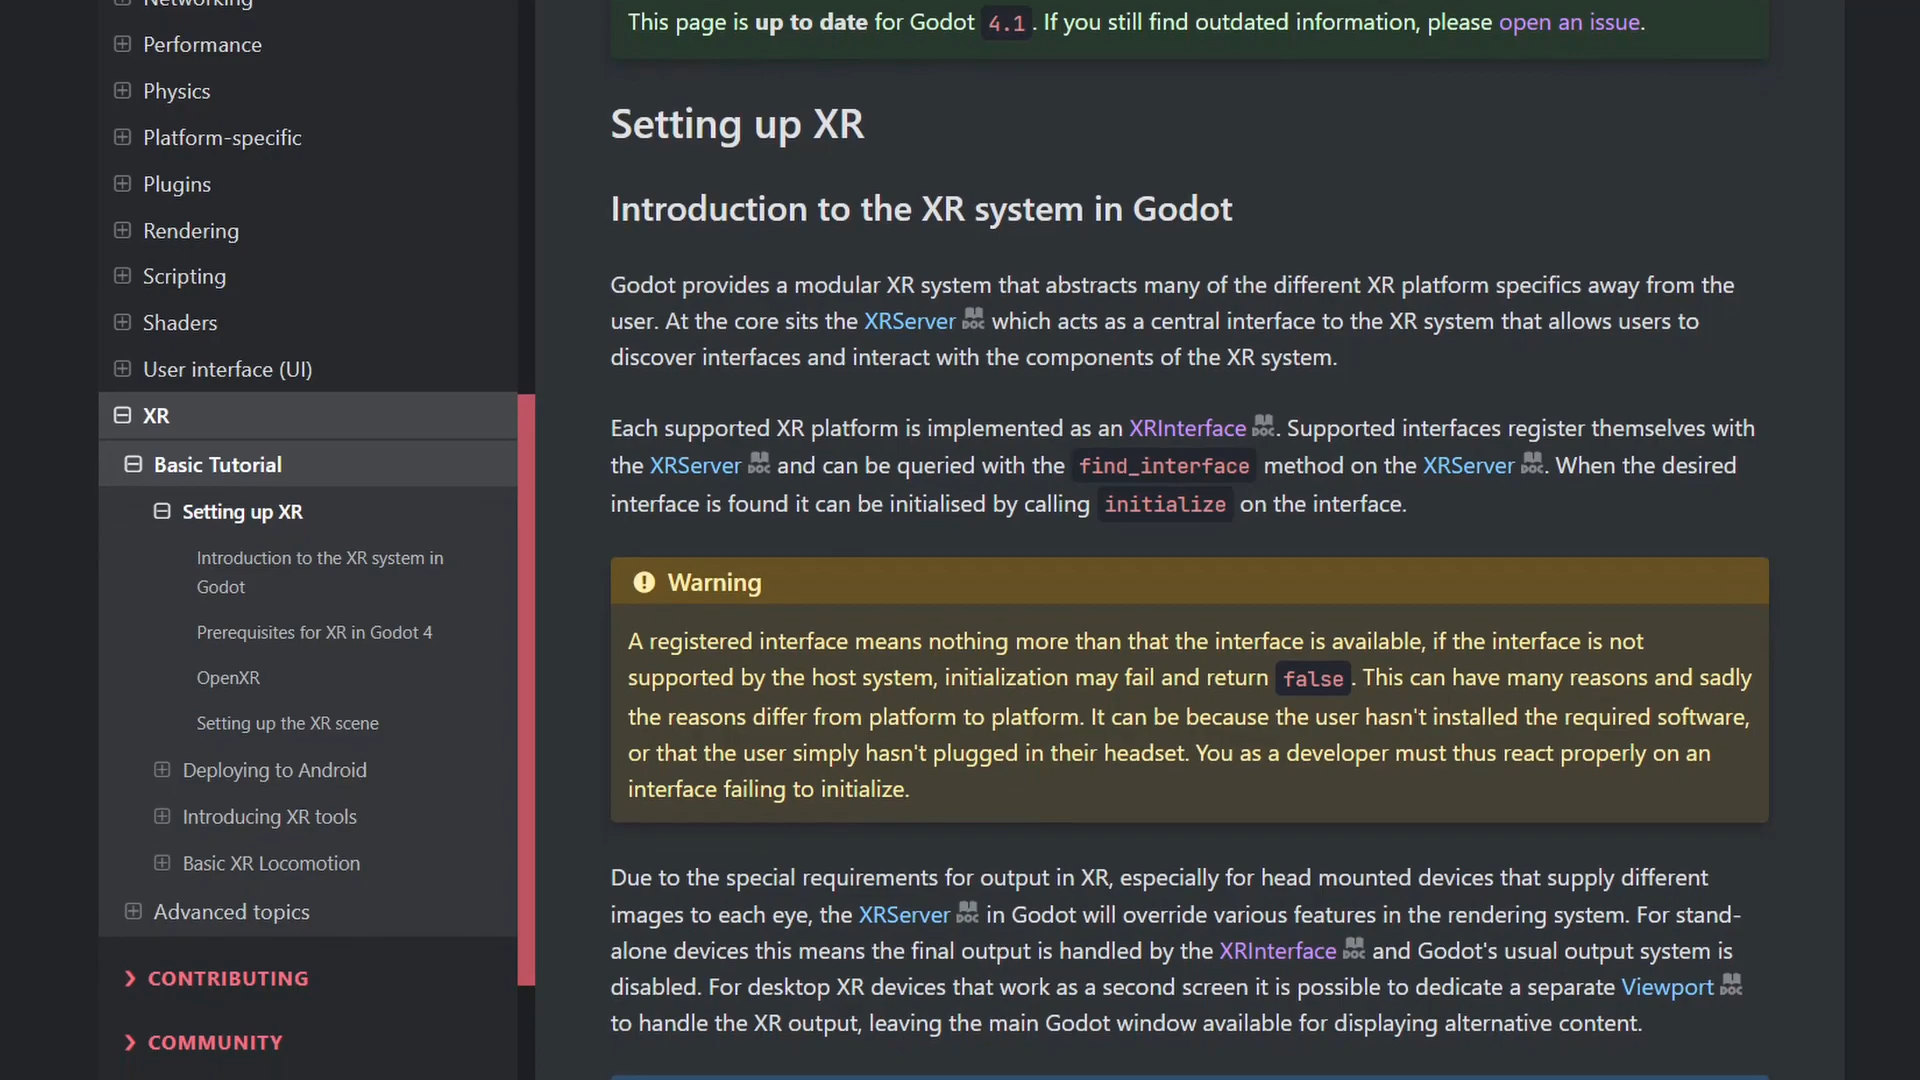 Networking
Performance
Physics
Platform-specific
Plugins
Rendering
Scripting
Shaders
User interface (UI)
XR
Basic Tutorial
Setting up XR
Introduction to the XR system in
Godot
Prerequisites for XR in Godot 4
OpenXR
Setting up the XR scene
Deploying to Android
Introducing XR tools
Basic XR Locomotion
Advanced topics
CONTRIBUTING
COMMUNITY
This page is up to date for Godot 4.1. If you still find outdated information, please open an issue.
Setting up XR
Introduction to the XR system in Godot
Godot provides a modular XR system that abstracts many of the different XR platform specifics away from the
user. At the core sits the XRServer DOC which acts as a central interface to the XR system that allows users to
discover interfaces and interact with the components of the XR system.
Each supported XR platform is implemented as an XRInterface DOC. Supported interfaces register themselves with
the XRServer DOC and can be queried with the find_interface method on the XRServer DOC. When the desired
interface is found it can be initialised by calling initialize on the interface.
Warning
A registered interface means nothing more than that the interface is available, if the interface is not
supported by the host system, initialization may fail and return false. This can have many reasons and sadly
the reasons differ from platform to platform. It can be because the user hasn't installed the required software,
or that the user simply hasn't plugged in their headset. You as a developer must thus react properly on an
interface failing to initialize.
Due to the special requirements for output in XR, especially for head mounted devices that supply different
images to each eye, the XRServer DOC in Godot will override various features in the rendering system. For stand-
alone devices this means the final output is handled by the XRInterface DOC and Godot's usual output system is
disabled. For desktop XR devices that work as a second screen it is possible to dedicate a separate Viewport DOC
to handle the XR output, leaving the main Godot window available for displaying alternative content.